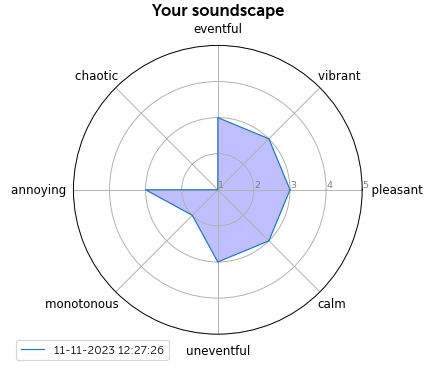 Your soundscape
eventful
chaotic
vibrant
annoying
1 2 3 4 5
pleasant
monotonous
calm
uneventful
11-11-2023 12:27:26